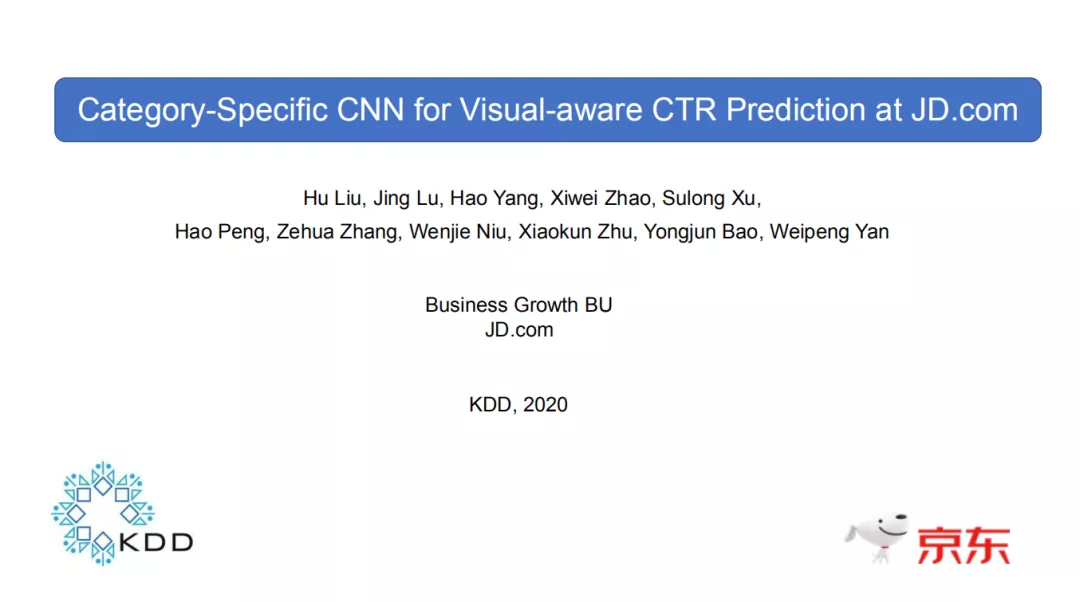 Category-Specific CNN for Visual-aware CTR Prediction at JD.com
Hu Liu, Jing Lu, Hao Yang, Xiwei Zhao, Sulong Xu,
Hao Peng, Zehua Zhang, Wenjie Niu, Xiaokun Zhu, Yongjun Bao, Weipeng Yan
Business Growth BU
JD.com
KDD, 2020
KDD
京东